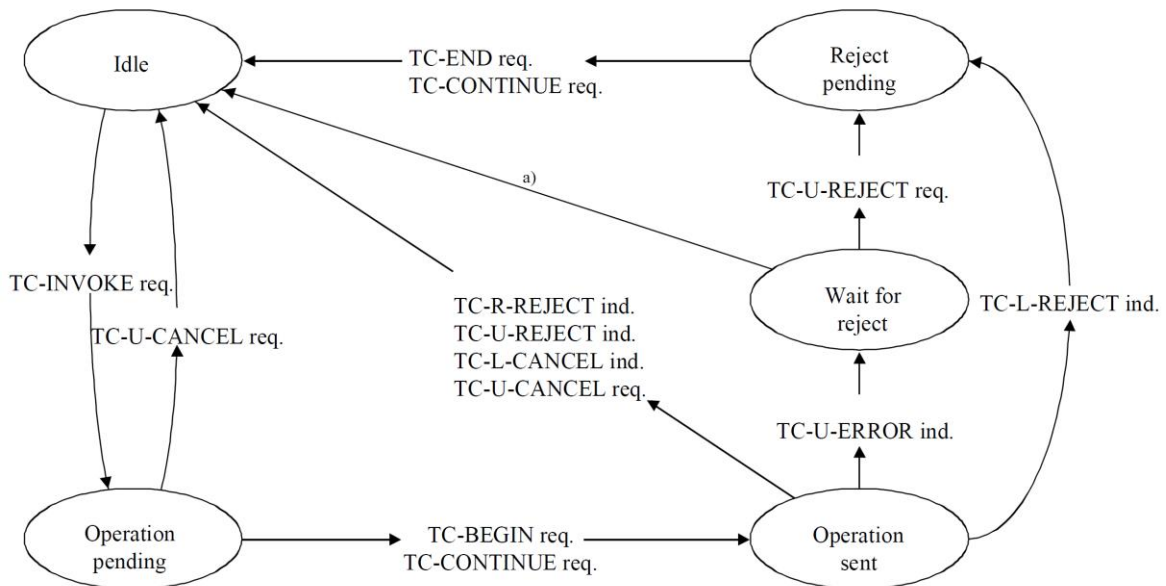 Idle
TC-END req.
TC-CONTINUE req.
Reject
pending
a)
TC-U-REJECT req.
TC-INVOKE req.
TC-U-CANCEL req.
TC-R-REJECT ind.
TC-U-REJECT ind.
TC-L-CANCEL ind.
TC-U-CANCEL req.
Wait for
reject
TC-L-REJECT ind.
TC-U-ERROR ind.
Operation
pending
TC-BEGIN req.
TC-CONTINUE req.
Operation
sent